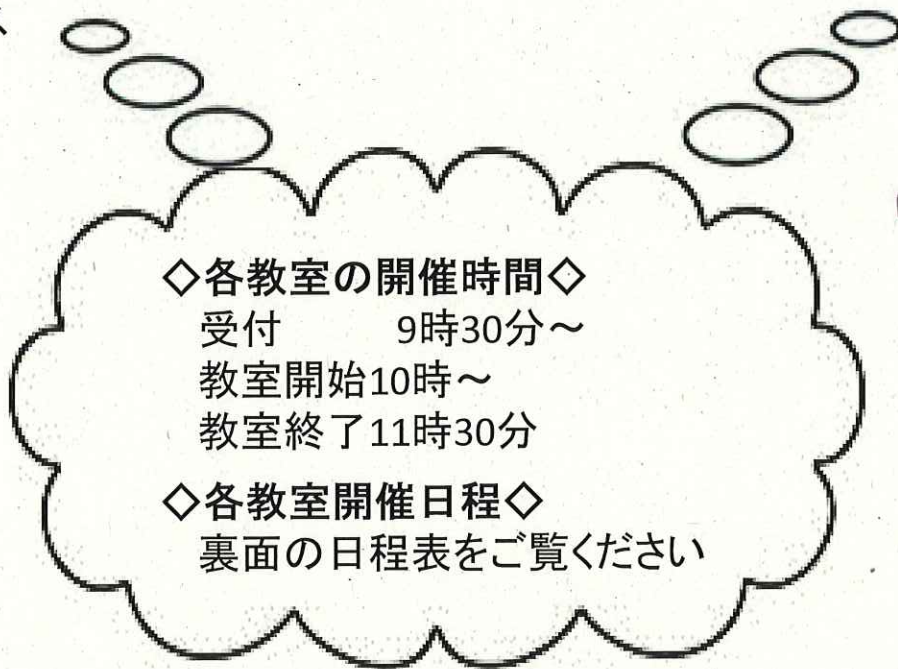 ◇各教室の開催時間◇
受付　　　9時30分～
教室開始10時～
教室終了11時30分
◇各教室開催日程◇
裏面の日程表をご覧ください